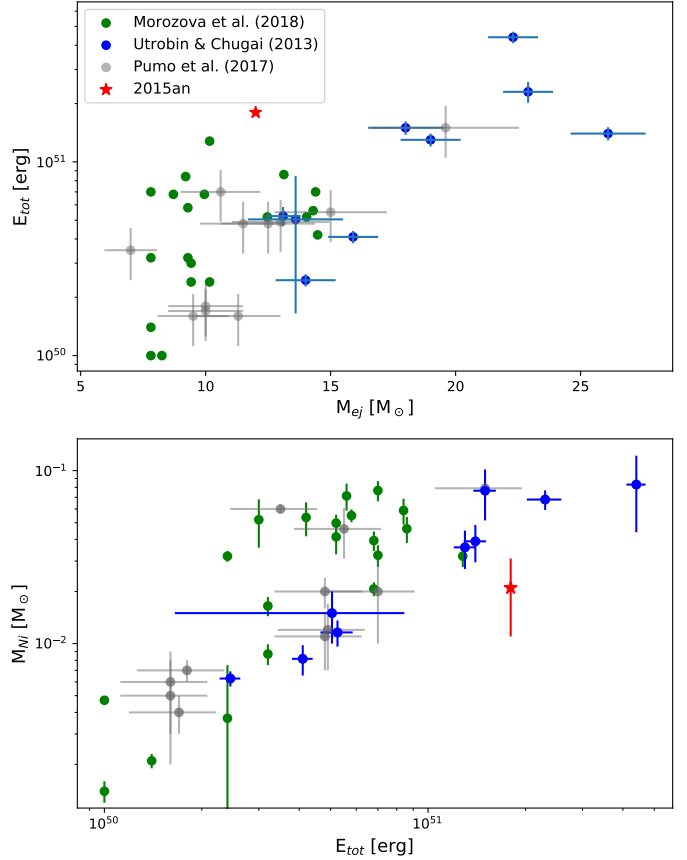 Morozova et al. (2018)
Utrobin & Chugai (2013)
Pumo et al. (2017)
2015an
E_tot [erg]
10^51
10^50
5 10 15 20 25
M_ej [M_⊙]
M_Ni [M_⊙]
10^-1
10^-2
10^50 10^51
E_tot [erg]